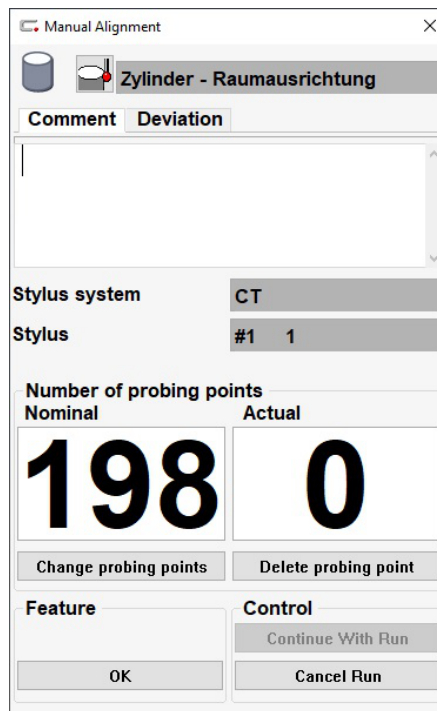 Manual Alignment
Zylinder - Raumausrichtung
Comment Deviation
Stylus system CT
Stylus #1 1
Number of probing points
Nominal Actual
198 0
Change probing points Delete probing point
Feature Control
Continue With Run
OK Cancel Run